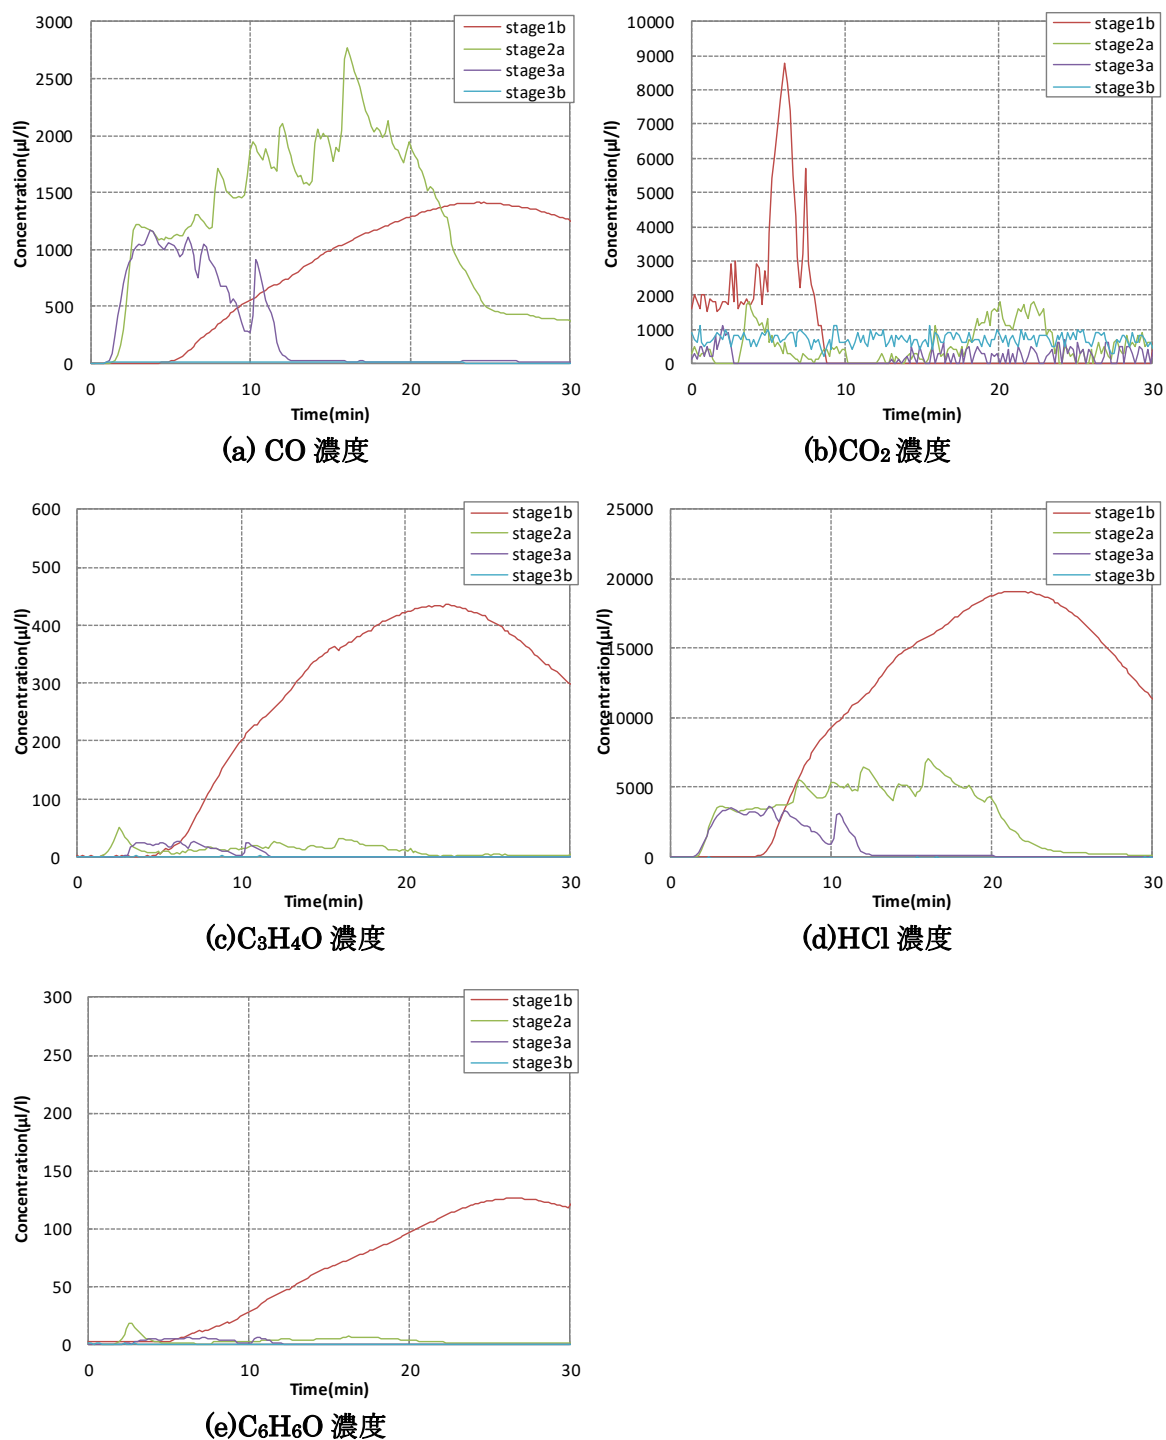 3000
2500
2000
1500
1000
500
0
Concentration(µl/l)
0 10 20 30
Time(min)
stage1b
stage2a
stage3a
stage3b
(a) CO 濃度
10000
9000
8000
7000
6000
5000
4000
3000
2000
1000
0
Concentration(µl/l)
0 10 20 30
Time(min)
stage1b
stage2a
stage3a
stage3b
(b)CO₂ 濃度
600
500
400
300
200
100
0
Concentration(µl/l)
0 10 20 30
Time(min)
stage1b
stage2a
stage3a
stage3b
(c)C₃H₄O 濃度
25000
20000
15000
10000
5000
0
Concentration(µl/l)
0 10 20 30
Time(min)
stage1b
stage2a
stage3a
stage3b
(d)HCl 濃度
300
250
200
150
100
50
0
Concentration(µl/l)
0 10 20 30
Time(min)
stage1b
stage2a
stage3a
stage3b
(e)C₆H₆O 濃度